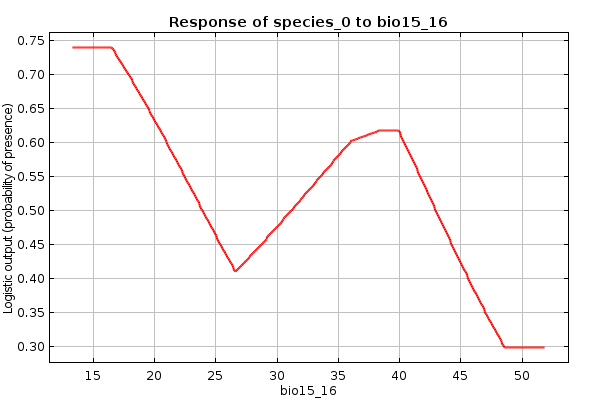 Response of species_0 to bio15_16
Logistic output (probability of presence)
0.75
0.70
0.65
0.60
0.55
0.50
0.45
0.40
0.35
0.30
15 20 25 30 35 40 45 50
bio15_16